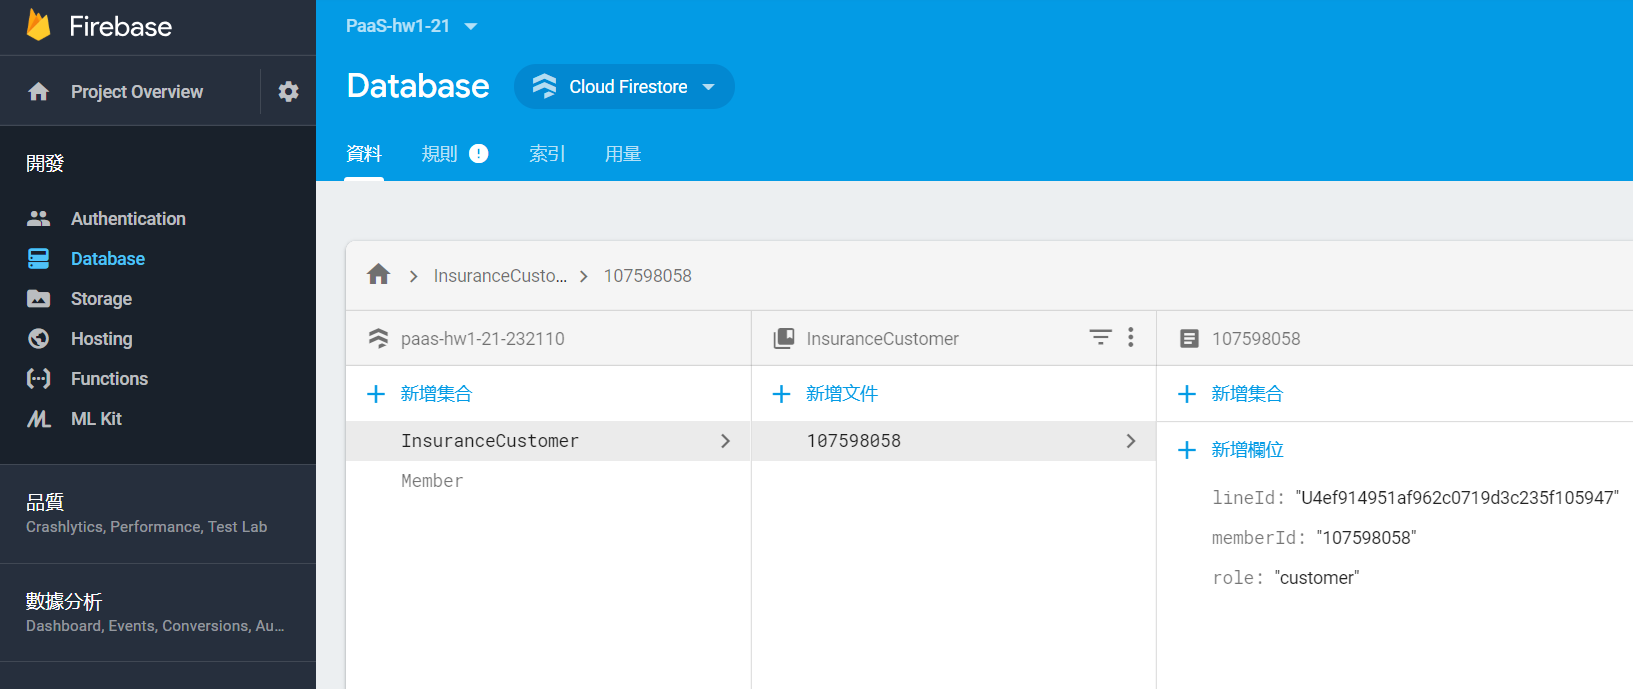 Firebase
Project Overview
開發
Authentication
Database
Storage
Hosting
Functions
ML Kit
品質
Crashlytics, Performance, Test Lab
數據分析
Dashboard, Events, Conversions, Au...
PaaS-hw1-21
Database Cloud Firestore
資料 規則 索引 用量
InsuranceCusto... 107598058
paas-hw1-21-232110 InsuranceCustomer 107598058
新增集合 新增文件 新增集合
InsuranceCustomer 107598058
Member
新增欄位
lineId: "U4ef914951af962c0719d3c235f105947"
memberId: "107598058"
role: "customer"